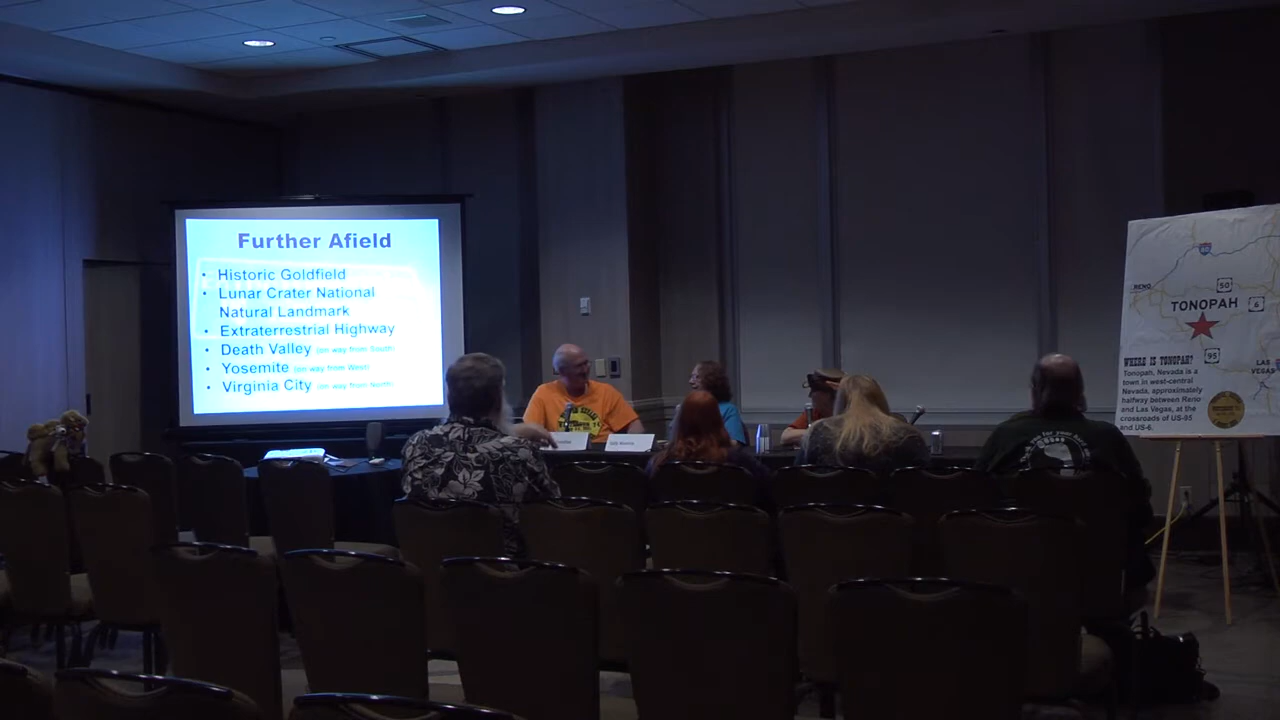 Further Afield
• Historic Goldfield
• Lunar Crater National
Natural Landmark
• Extraterrestrial Highway
• Death Valley (on way from South)
• Yosemite (on way from West)
• Virginia City (on way from North)
80
RENO
50
TONOPAH
6
95
LAS
VEGAS
WHERE IS TONOPAH?
Tonopah, Nevada is a
town in west-central
Nevada, approximately
halfway between Reno
and Las Vegas, at the
crossroads of US-95
and US-6.